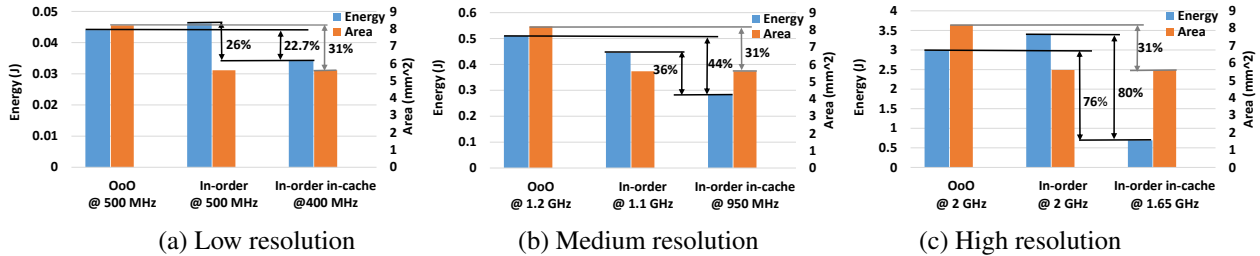 0.05
0.04
0.03
0.02
0.01
0
Energy (J)
9
8
7
6
5
4
3
2
1
0
Area (mm^2)
Energy
Area
26%
22.7%
31%
OoO
@ 500 MHz
In-order
@ 500 MHz
In-order in-cache
@400 MHz
(a) Low resolution
0.6
0.5
0.4
0.3
0.2
0.1
0
Energy (J)
9
8
7
6
5
4
3
2
1
0
Area (mm^2)
Energy
Area
36%
44%
31%
OoO
@ 1.2 GHz
In-order
@ 1.1 GHz
In-order in-cache
@ 950 MHz
(b) Medium resolution
4
3.5
3
2.5
2
1.5
1
0.5
0
Energy (J)
9
8
7
6
5
4
3
2
1
0
Area (mm^2)
Energy
Area
76%
80%
31%
OoO
@ 2 GHz
In-order
@ 2 GHz
In-order in-cache
@ 1.65 GHz
(c) High resolution